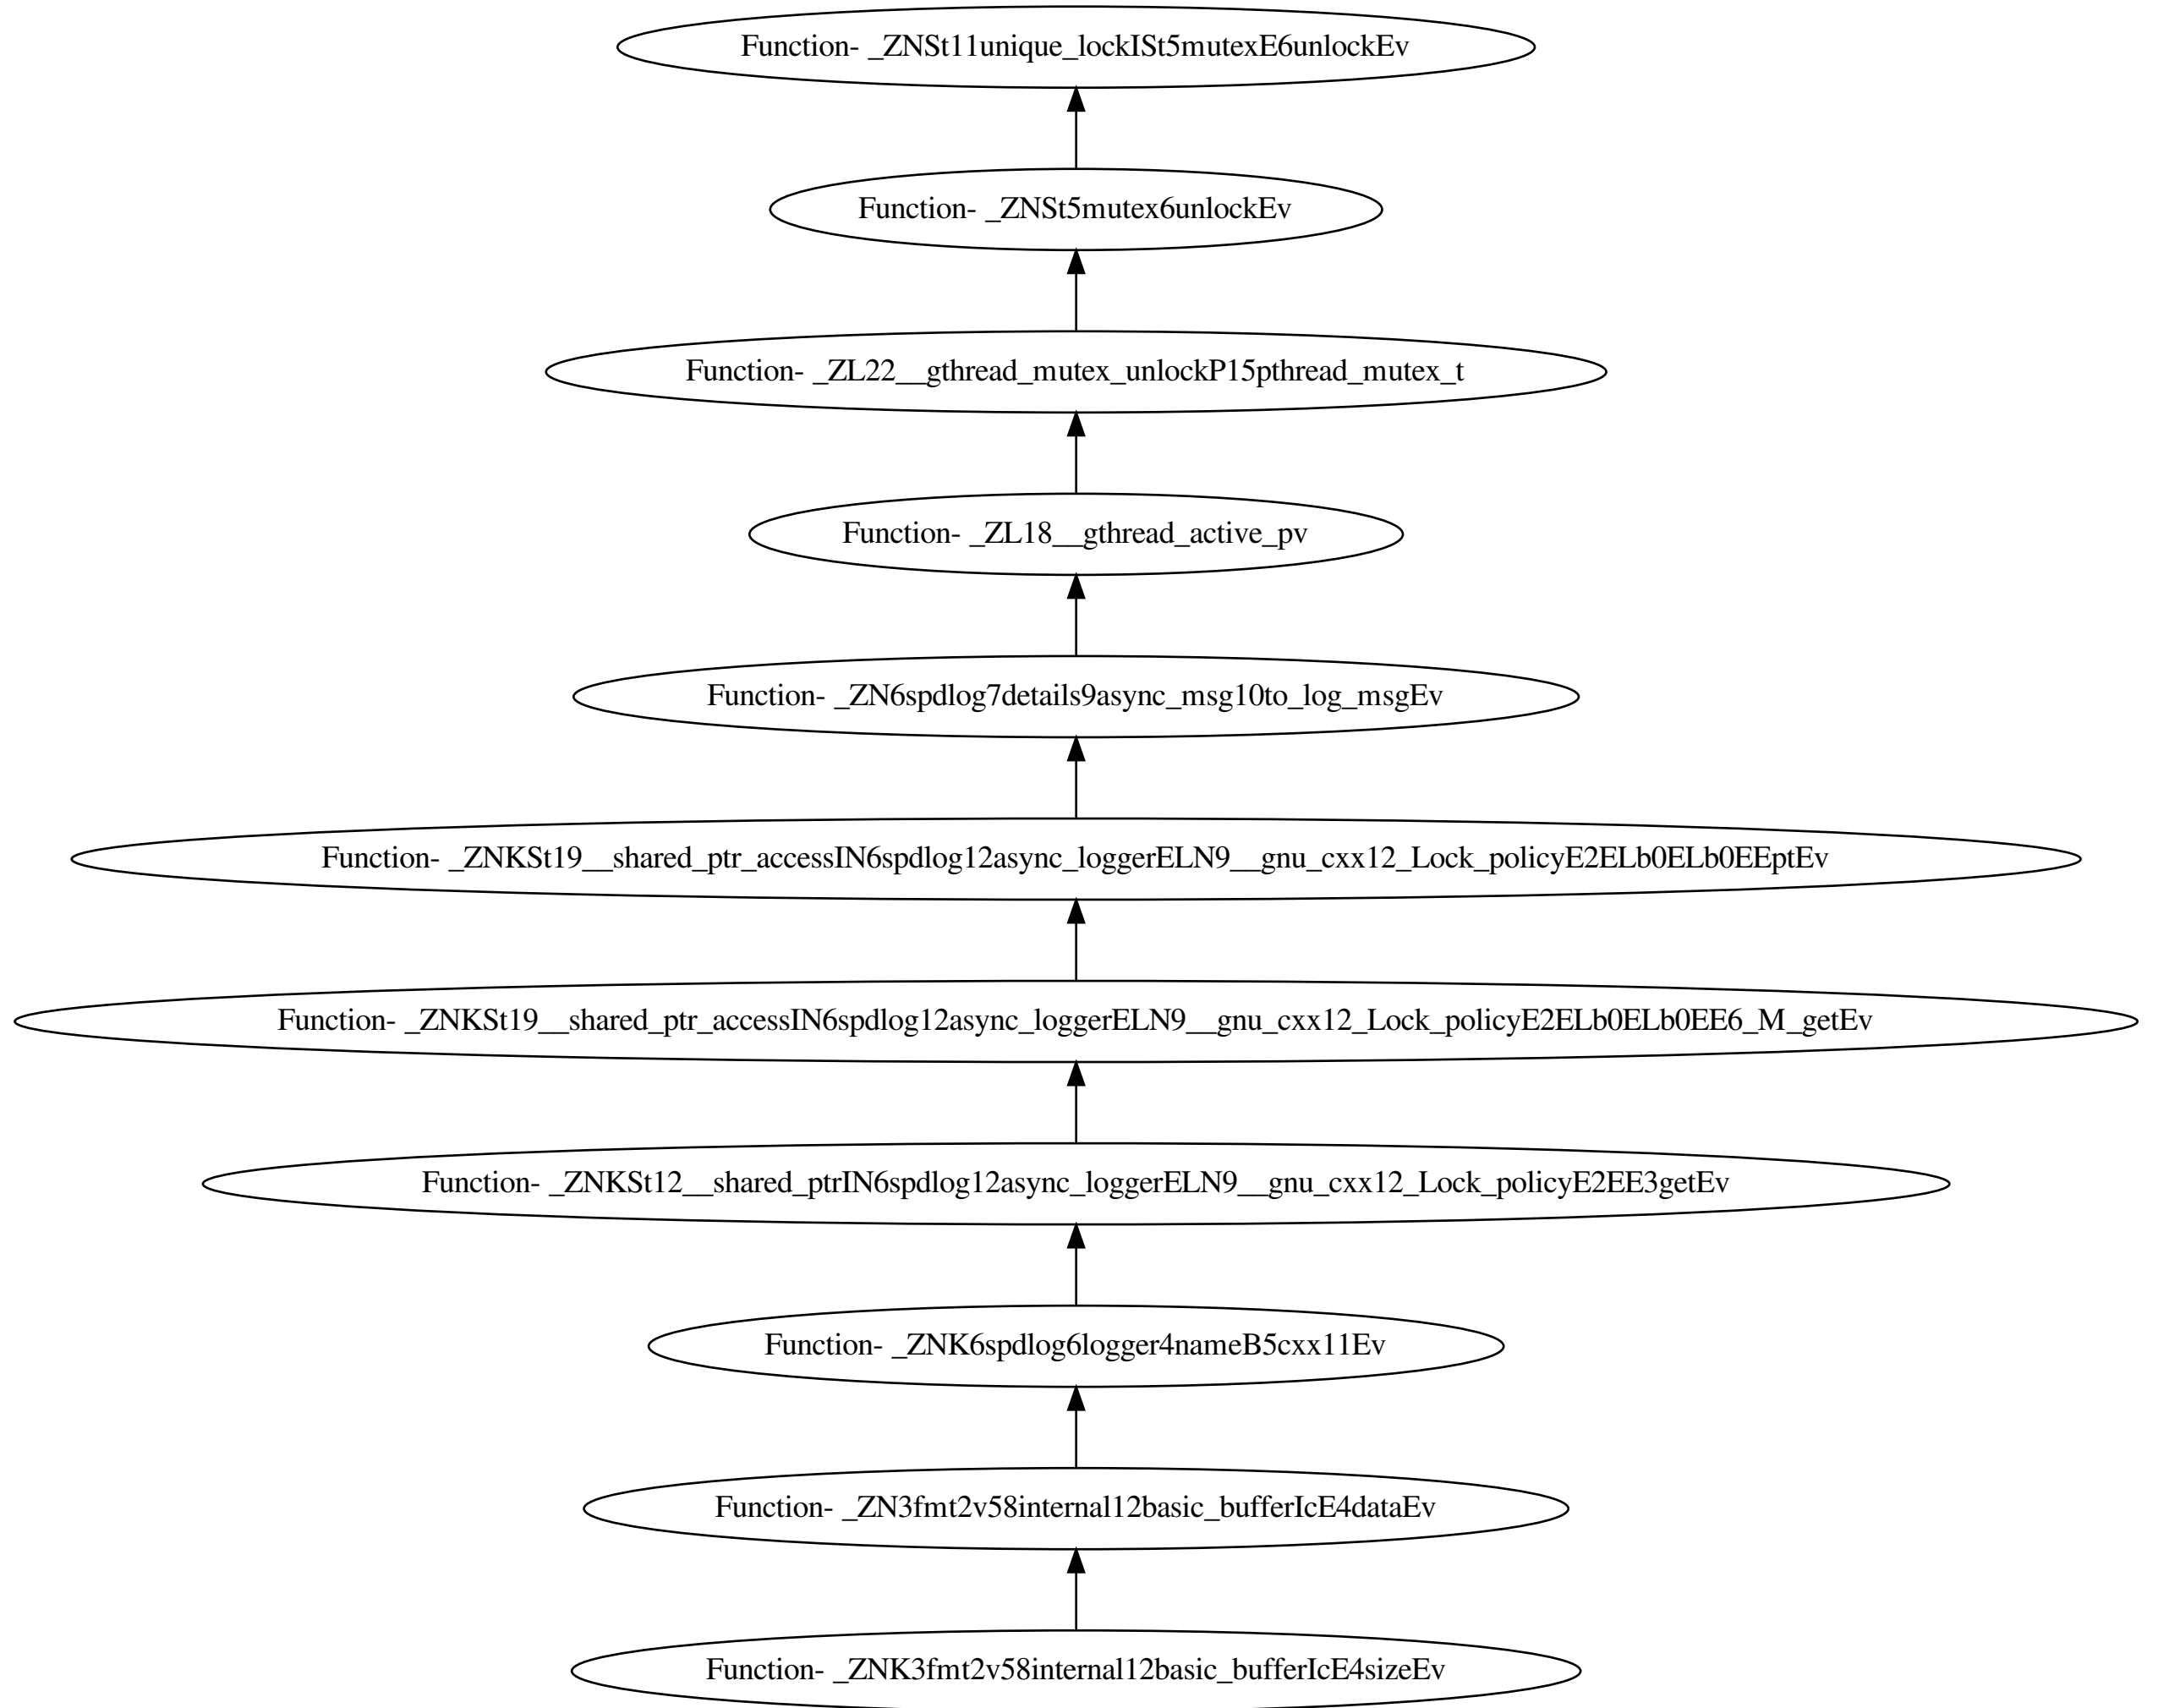 Function- _ZNSt11unique_lockISt5mutexE6unlockEv
Function- _ZNSt5mutex6unlockEv
Function- _ZL22__gthread_mutex_unlockP15pthread_mutex_t
Function- _ZL18__gthread_active_pv
Function- _ZN6spdlog7details9async_msg10to_log_msgEv
Function- _ZNKSt19__shared_ptr_accessIN6spdlog12async_loggerELN9__gnu_cxx12_Lock_policyE2ELb0ELb0EEptEv
Function- _ZNKSt19__shared_ptr_accessIN6spdlog12async_loggerELN9__gnu_cxx12_Lock_policyE2ELb0ELb0EE6_M_getEv
Function- _ZNKSt12__shared_ptrIN6spdlog12async_loggerELN9__gnu_cxx12_Lock_policyE2EE3getEv
Function- _ZNK6spdlog6logger4nameB5cxx11Ev
Function- _ZN3fmt2v58internal12basic_bufferIcE4dataEv
Function- _ZNK3fmt2v58internal12basic_bufferIcE4sizeEv